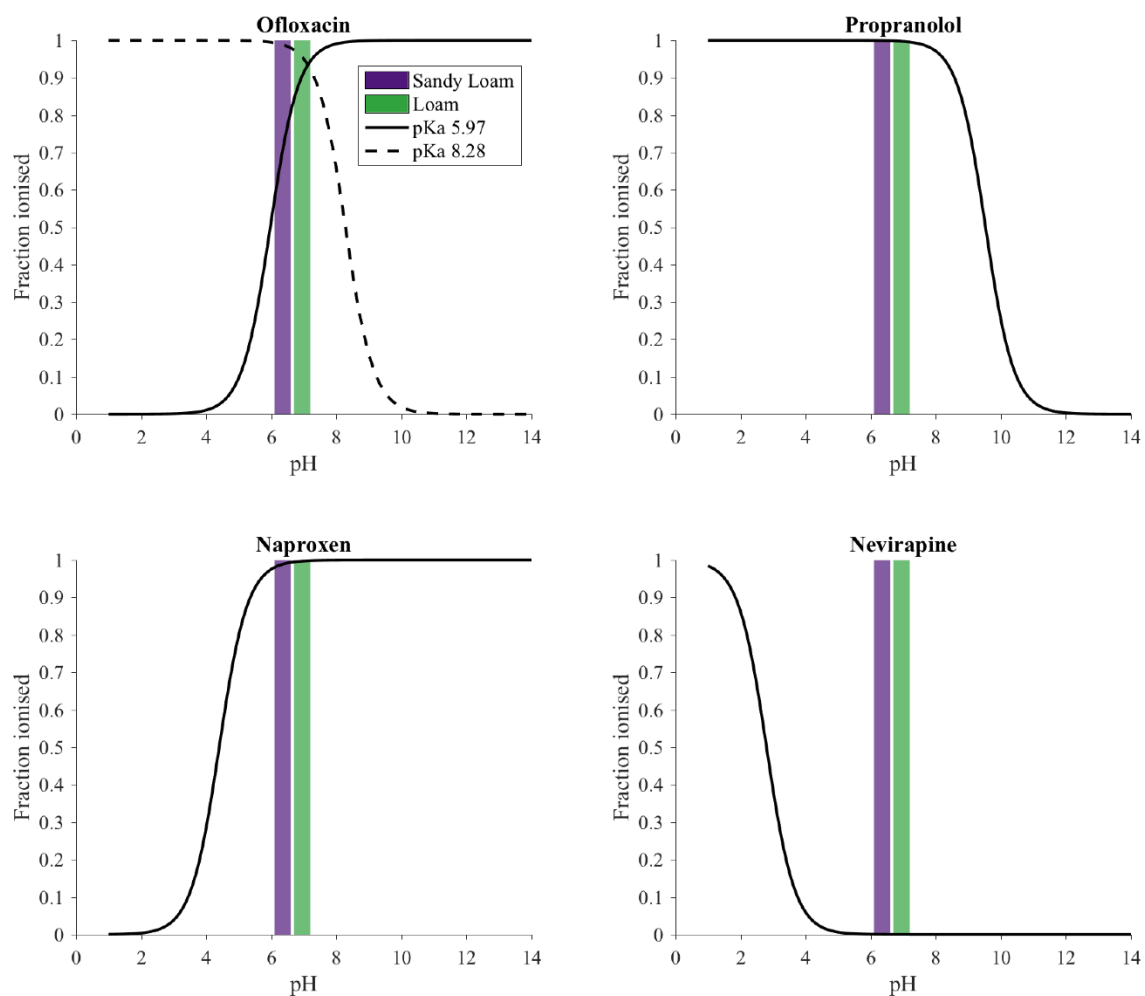 Ofloxacin
1
0.9
0.8
0.7
0.6
0.5
0.4
0.3
0.2
0.1
0
Fraction ionised
Sandy Loam
Loam
pKa 5.97
pKa 8.28
0 2 4 6 8 10 12 14
pH
Propranolol
1
0.9
0.8
0.7
0.6
0.5
0.4
0.3
0.2
0.1
0
Fraction ionised
0 2 4 6 8 10 12 14
pH
Naproxen
1
0.9
0.8
0.7
0.6
0.5
0.4
0.3
0.2
0.1
0
Fraction ionised
0 2 4 6 8 10 12 14
pH
Nevirapine
1
0.9
0.8
0.7
0.6
0.5
0.4
0.3
0.2
0.1
0
Fraction ionised
0 2 4 6 8 10 12 14
pH